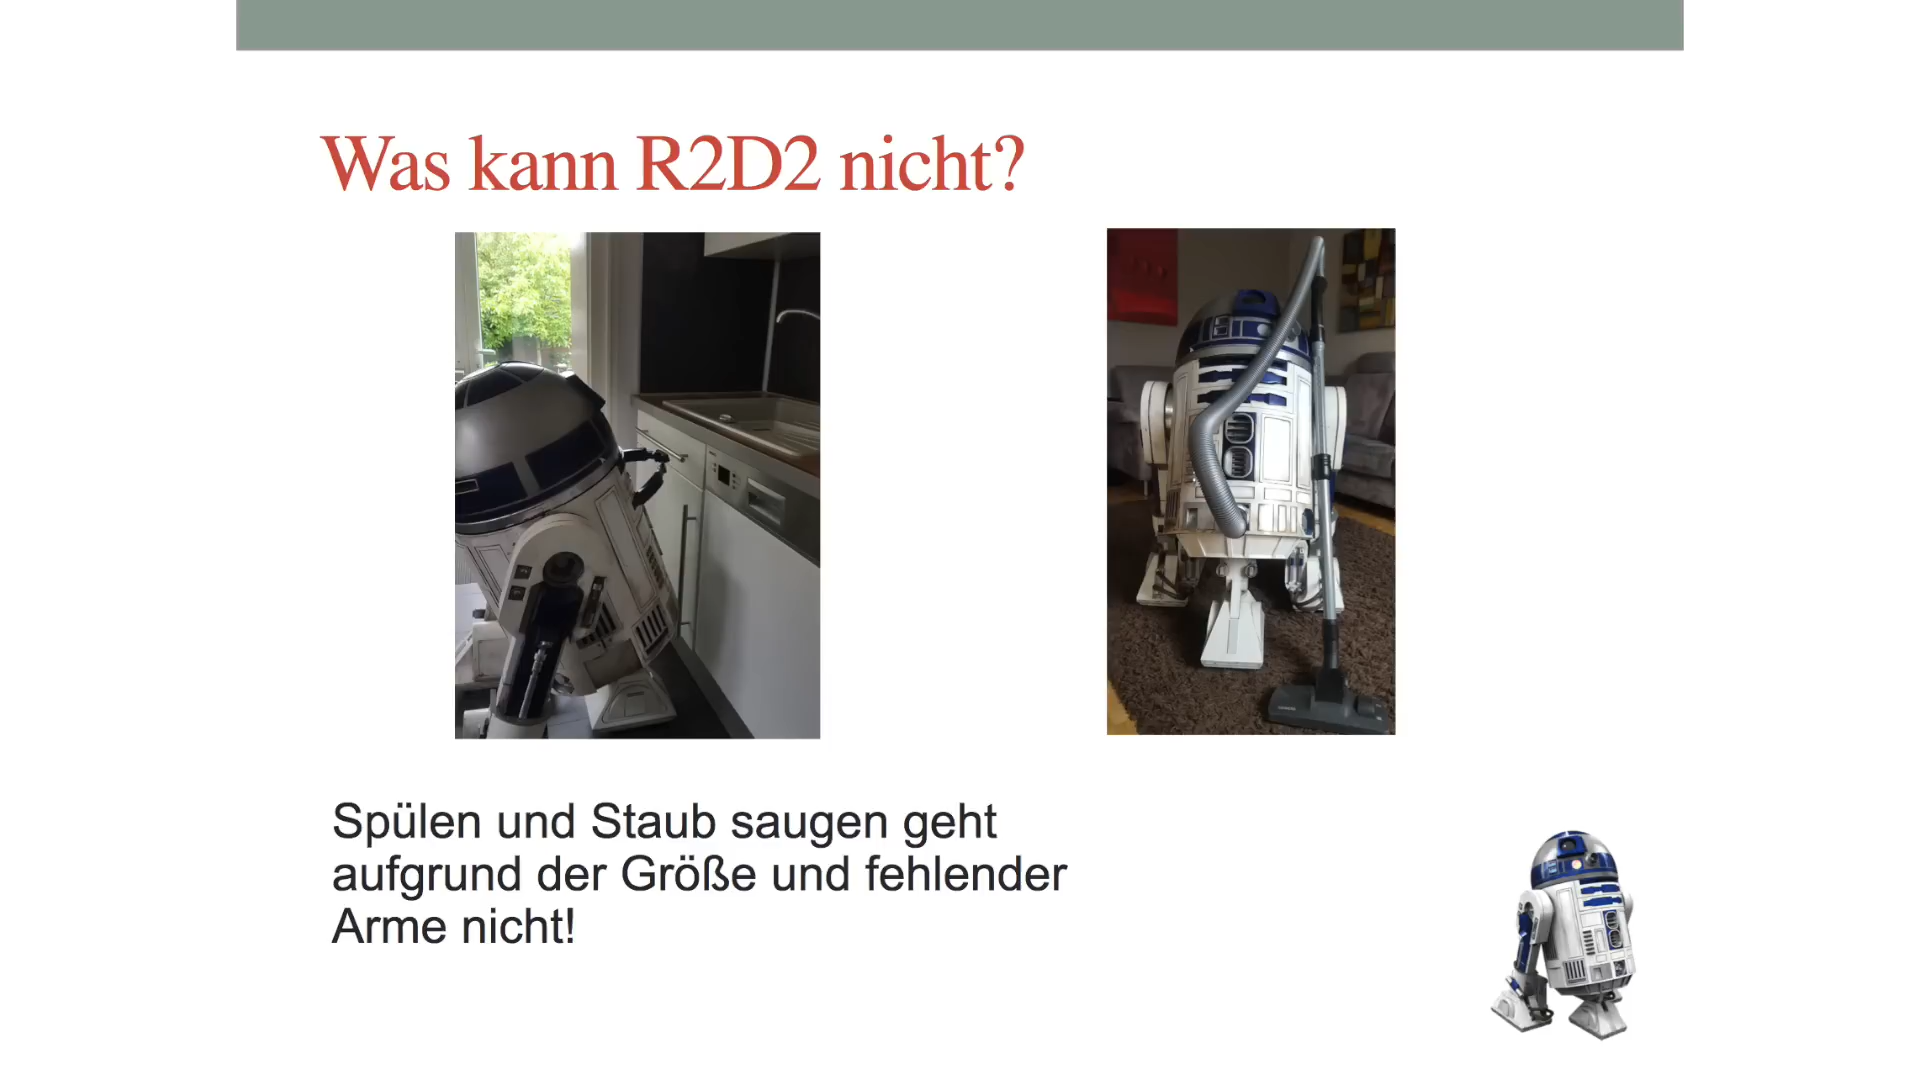 Was kann R2D2 nicht?
Spülen und Staub saugen geht
aufgrund der Größe und fehlender
Arme nicht!